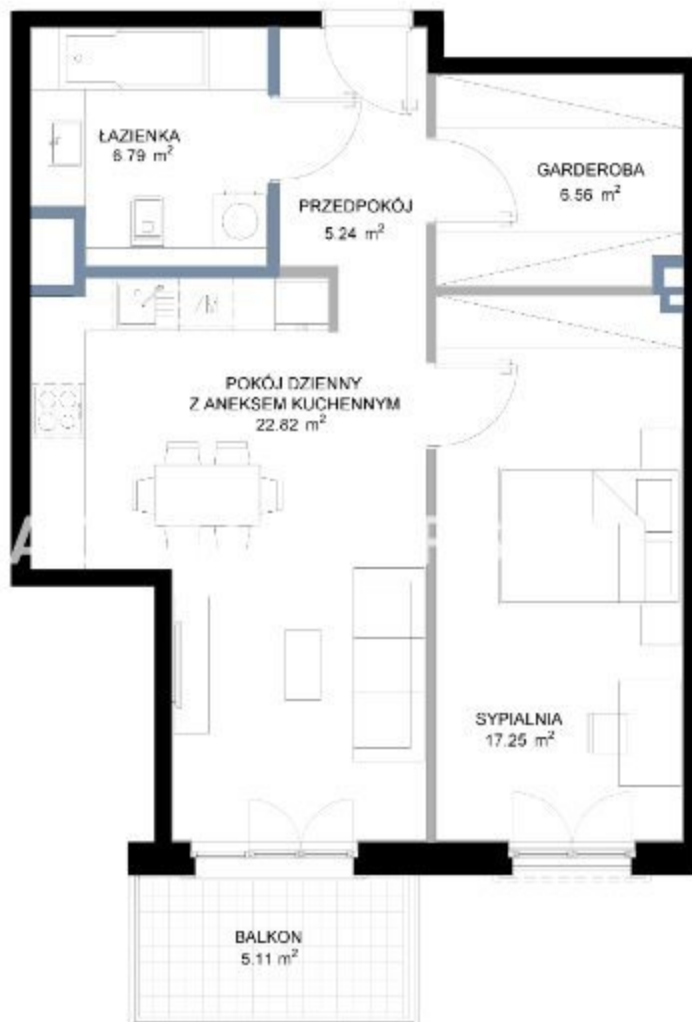 ŁAZIENKA
6.79 m²
GARDEROBA
6.56 m²
PRZEDPOKÓJ
5.24 m²
POKÓJ DZIENNY
Z ANEKSEM KUCHENNYM
22.82 m²
SYPIALNIA
17.25 m²
BALKON
5.11 m²